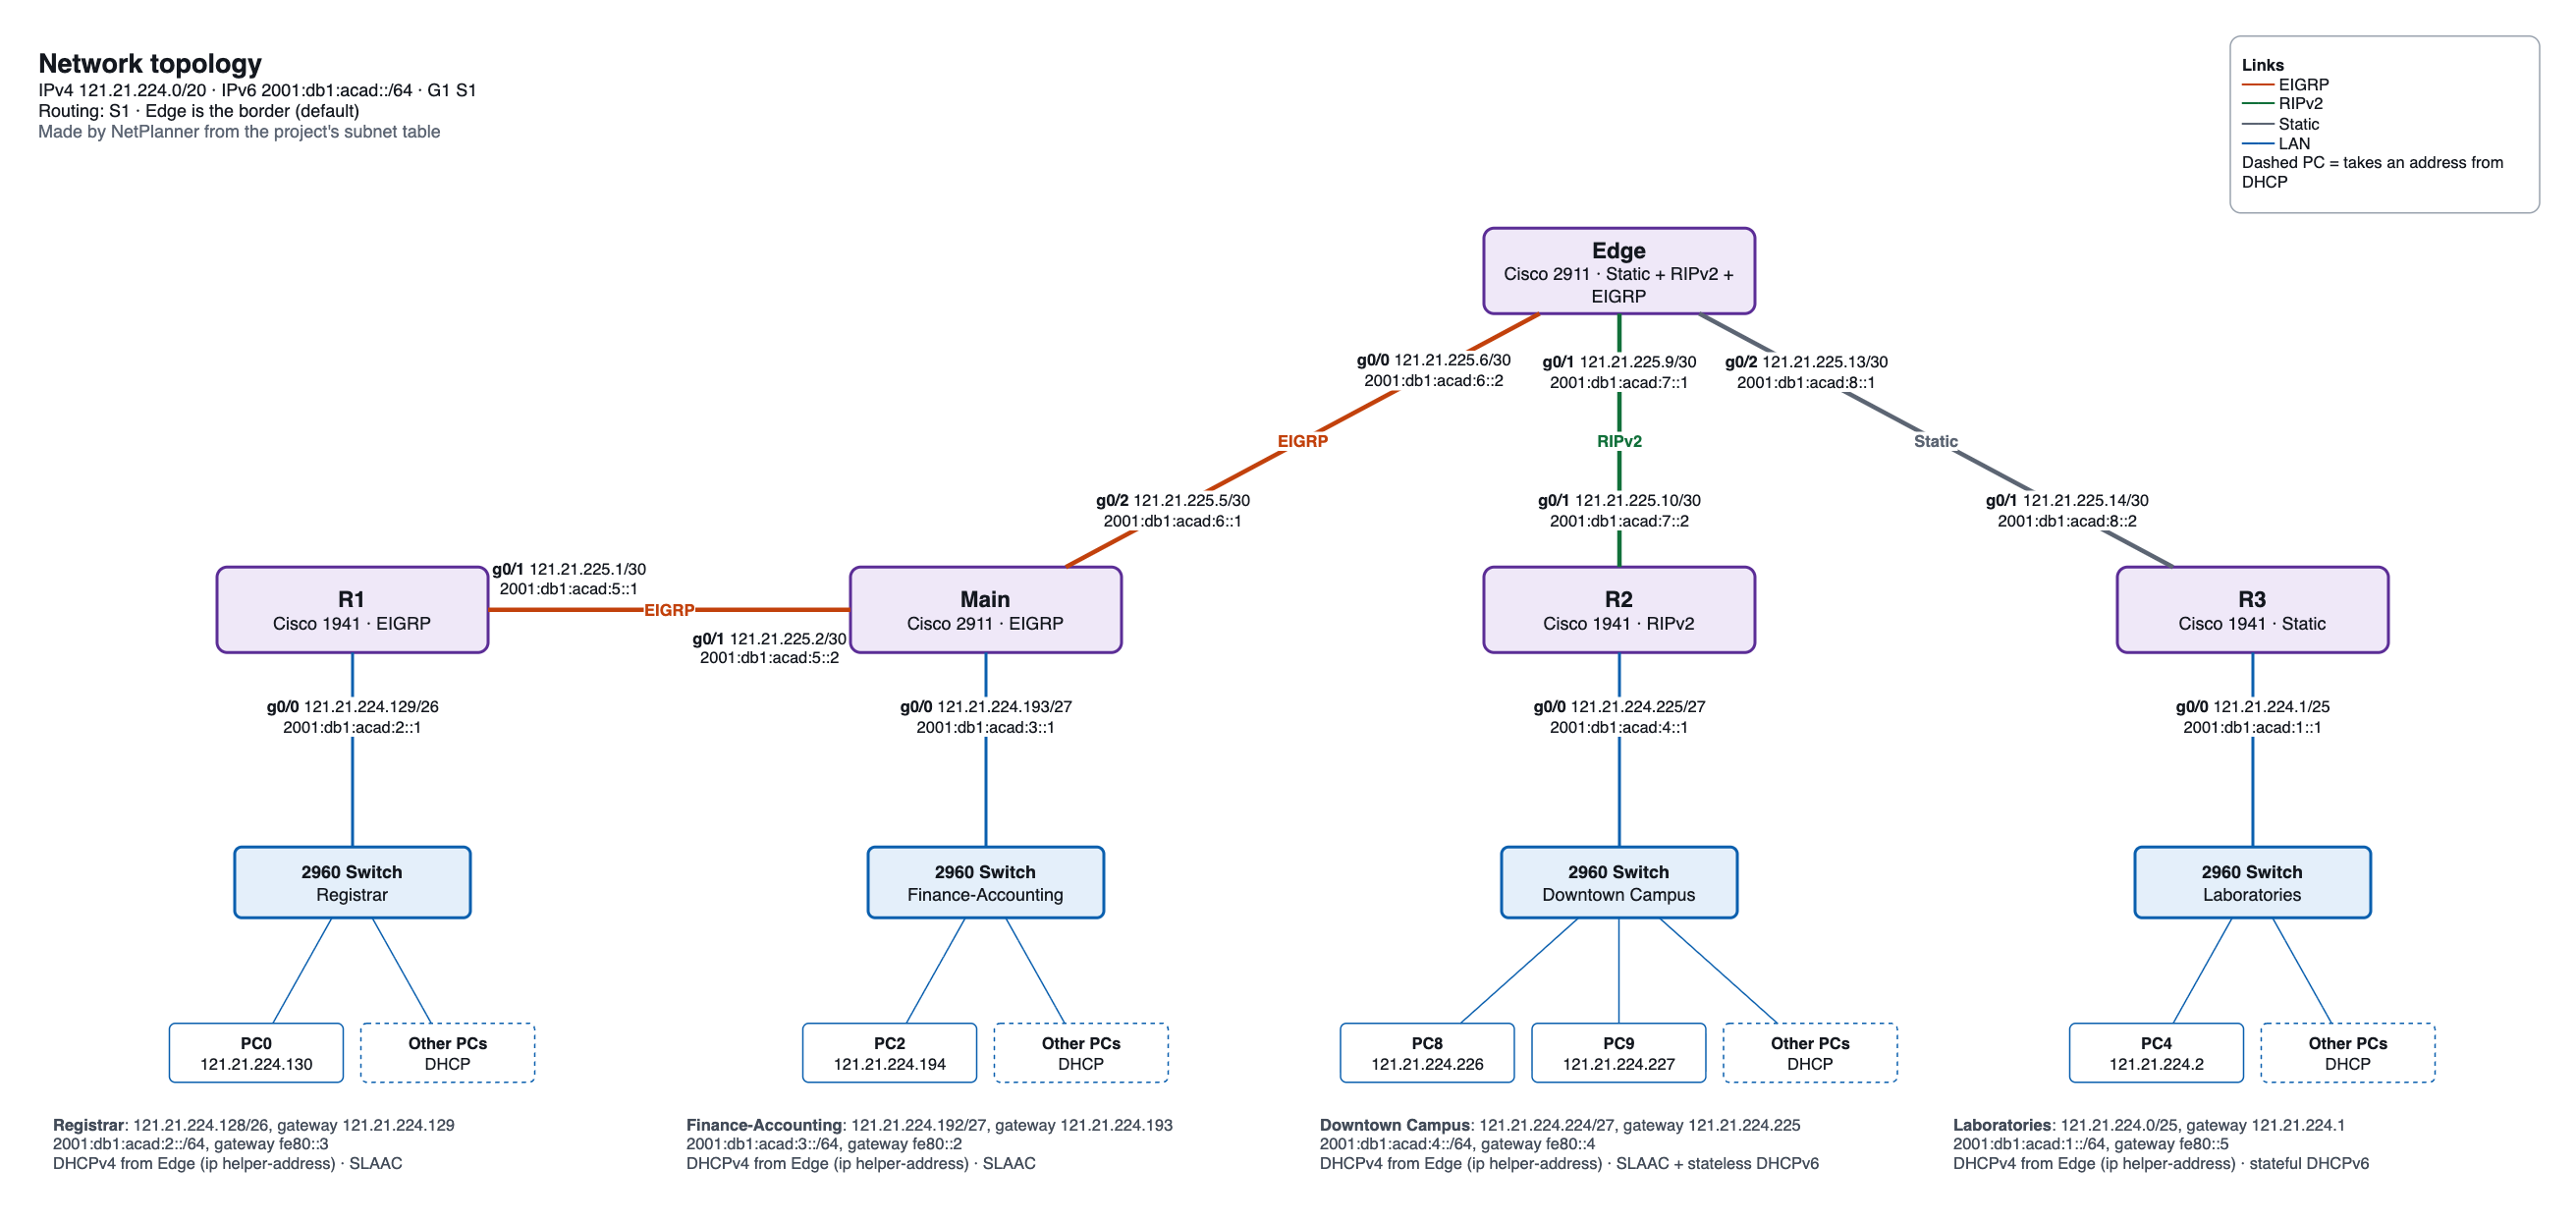 Network topology
IPv4 121.21.224.0/20 · IPv6 2001:db1:acad::/64 · G1 S1
Routing: S1 · Edge is the border (default)
Made by NetPlanner from the project's subnet table
Links
EIGRP
RIPv2
Static
LAN
Dashed PC = takes an address from
DHCP
Edge
Cisco 2911 · Static + RIPv2 +
EIGRP
g0/0 121.21.225.6/30
2001:db1:acad:6::2
g0/1 121.21.225.9/30
2001:db1:acad:7::1
g0/2 121.21.225.13/30
2001:db1:acad:8::1
EIGRP
RIPv2
Static
g0/2 121.21.225.5/30
2001:db1:acad:6::1
g0/1 121.21.225.10/30
2001:db1:acad:7::2
g0/1 121.21.225.14/30
2001:db1:acad:8::2
R1
Cisco 1941 · EIGRP
g0/1 121.21.225.1/30
2001:db1:acad:5::1
EIGRP
g0/1 121.21.225.2/30
2001:db1:acad:5::2
Main
Cisco 2911 · EIGRP
R2
Cisco 1941 · RIPv2
R3
Cisco 1941 · Static
g0/0 121.21.224.129/26
2001:db1:acad:2::1
g0/0 121.21.224.193/27
2001:db1:acad:3::1
g0/0 121.21.224.225/27
2001:db1:acad:4::1
g0/0 121.21.224.1/25
2001:db1:acad:1::1
2960 Switch
Registrar
2960 Switch
Finance-Accounting
2960 Switch
Downtown Campus
2960 Switch
Laboratories
PC0
121.21.224.130
Other PCs
DHCP
PC2
121.21.224.194
Other PCs
DHCP
PC8
121.21.224.226
PC9
121.21.224.227
Other PCs
DHCP
PC4
121.21.224.2
Other PCs
DHCP
Registrar: 121.21.224.128/26, gateway 121.21.224.129
2001:db1:acad:2::/64, gateway fe80::3
DHCPv4 from Edge (ip helper-address) · SLAAC
Finance-Accounting: 121.21.224.192/27, gateway 121.21.224.193
2001:db1:acad:3::/64, gateway fe80::2
DHCPv4 from Edge (ip helper-address) · SLAAC
Downtown Campus: 121.21.224.224/27, gateway 121.21.224.225
2001:db1:acad:4::/64, gateway fe80::4
DHCPv4 from Edge (ip helper-address) · SLAAC + stateless DHCPv6
Laboratories: 121.21.224.0/25, gateway 121.21.224.1
2001:db1:acad:1::/64, gateway fe80::5
DHCPv4 from Edge (ip helper-address) · stateful DHCPv6